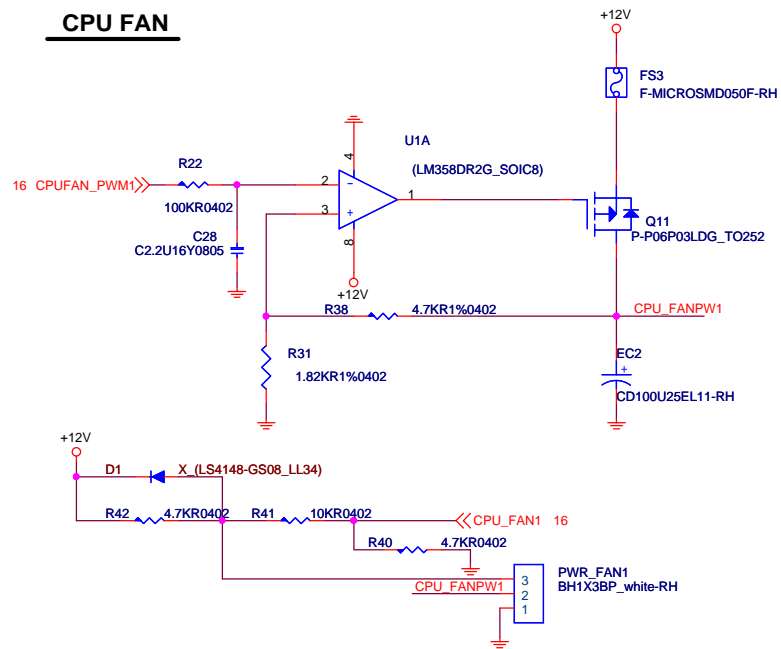 CPU FAN
+12V
FS3
F-MICROSMD050F-RH
U1A
(LM358DR2G_SOIC8)
R22
16 CPUFAN_PWM1
100KR0402
4
2
3
1
8
C28
C2.2U16Y0805
Q11
P-P06P03LDG_TO252
+12V
R38
4.7KR1%0402
CPU_FANPW1
R31
1.82KR1%0402
EC2
CD100U25EL11-RH
+12V
D1
X_(LS4148-GS08_LL34)
R42
4.7KR0402
R41
10KR0402
CPU_FAN1 16
R40
4.7KR0402
PWR_FAN1
BH1X3BP_white-RH
CPU_FANPW1
3
2
1